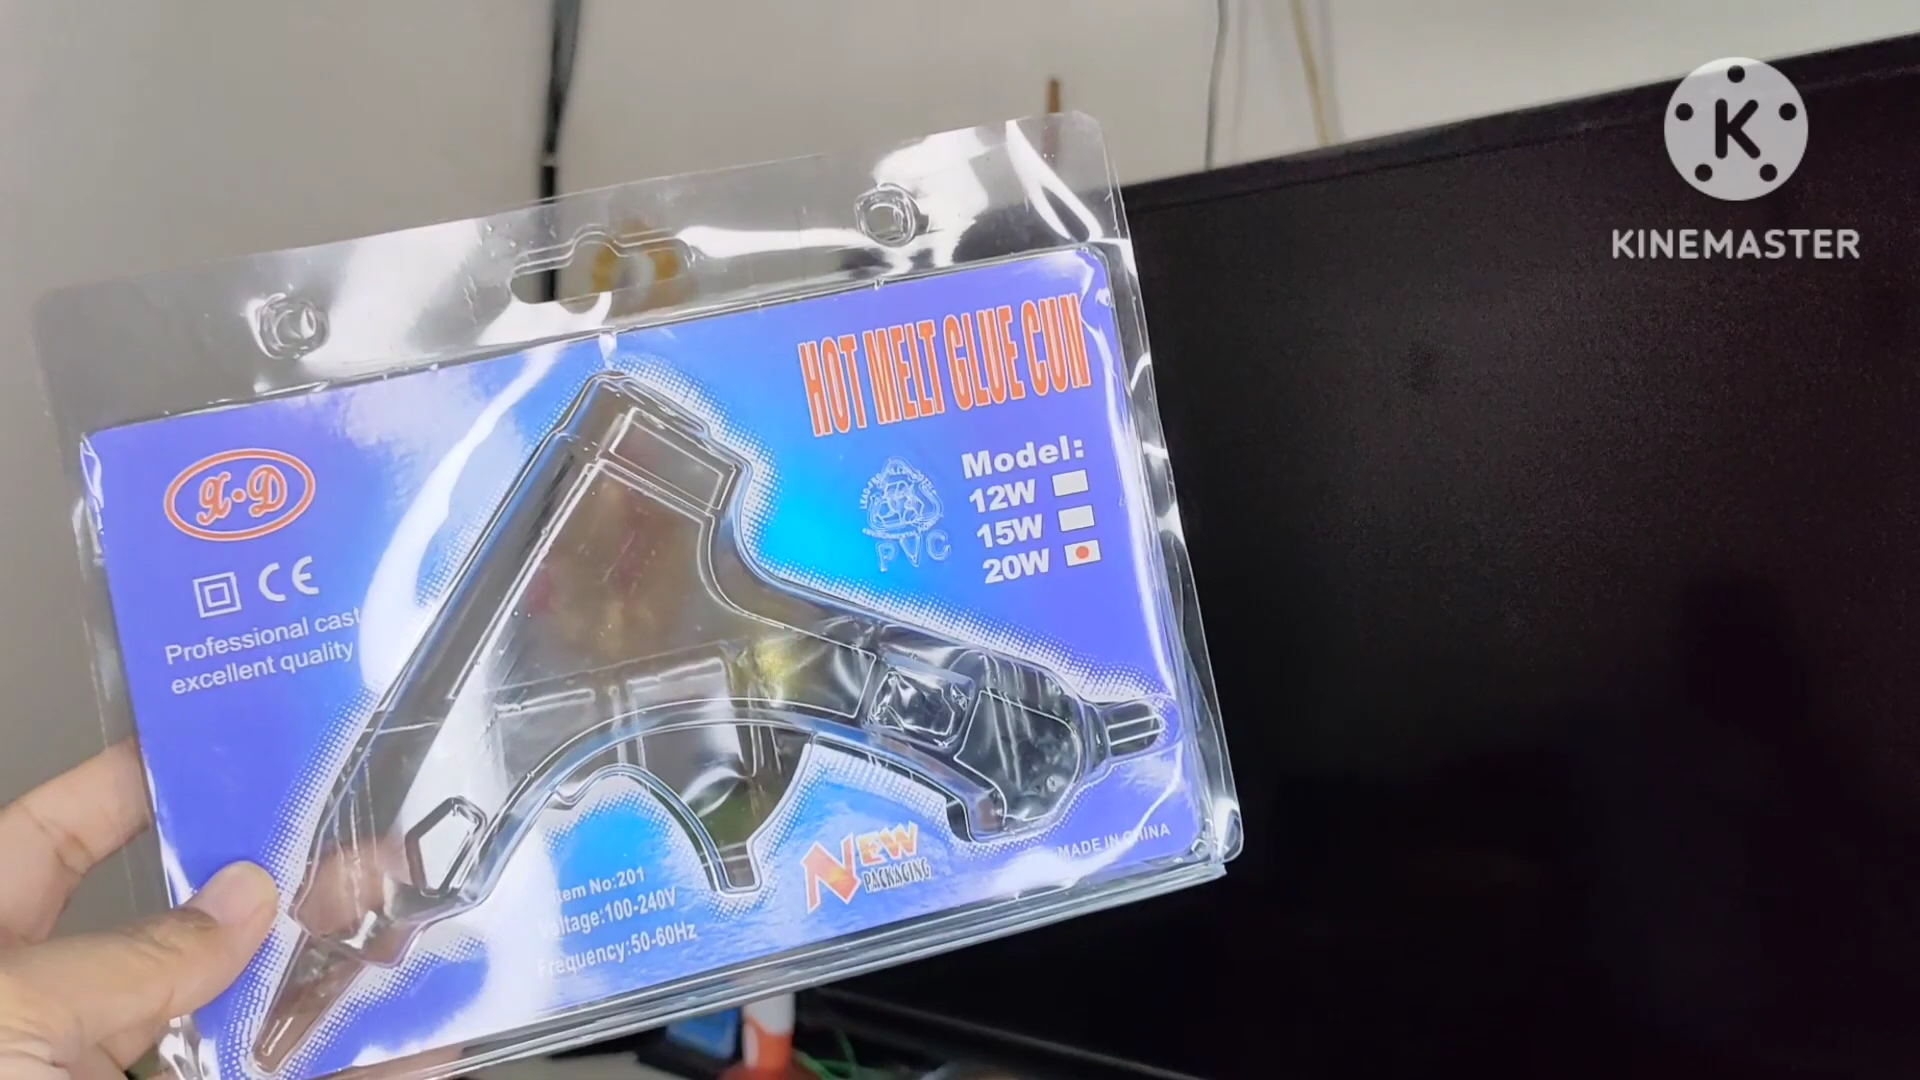 K
KINEMASTER
HOT MELT GLUE GUN
Model:
12W
15W
20W
PVC
X·D
CE
Professional cast
excellent quality
Item No:201
Voltage:100-240V
Frequency:50-60Hz
NEW
PACKAGING
MADE IN CHINA